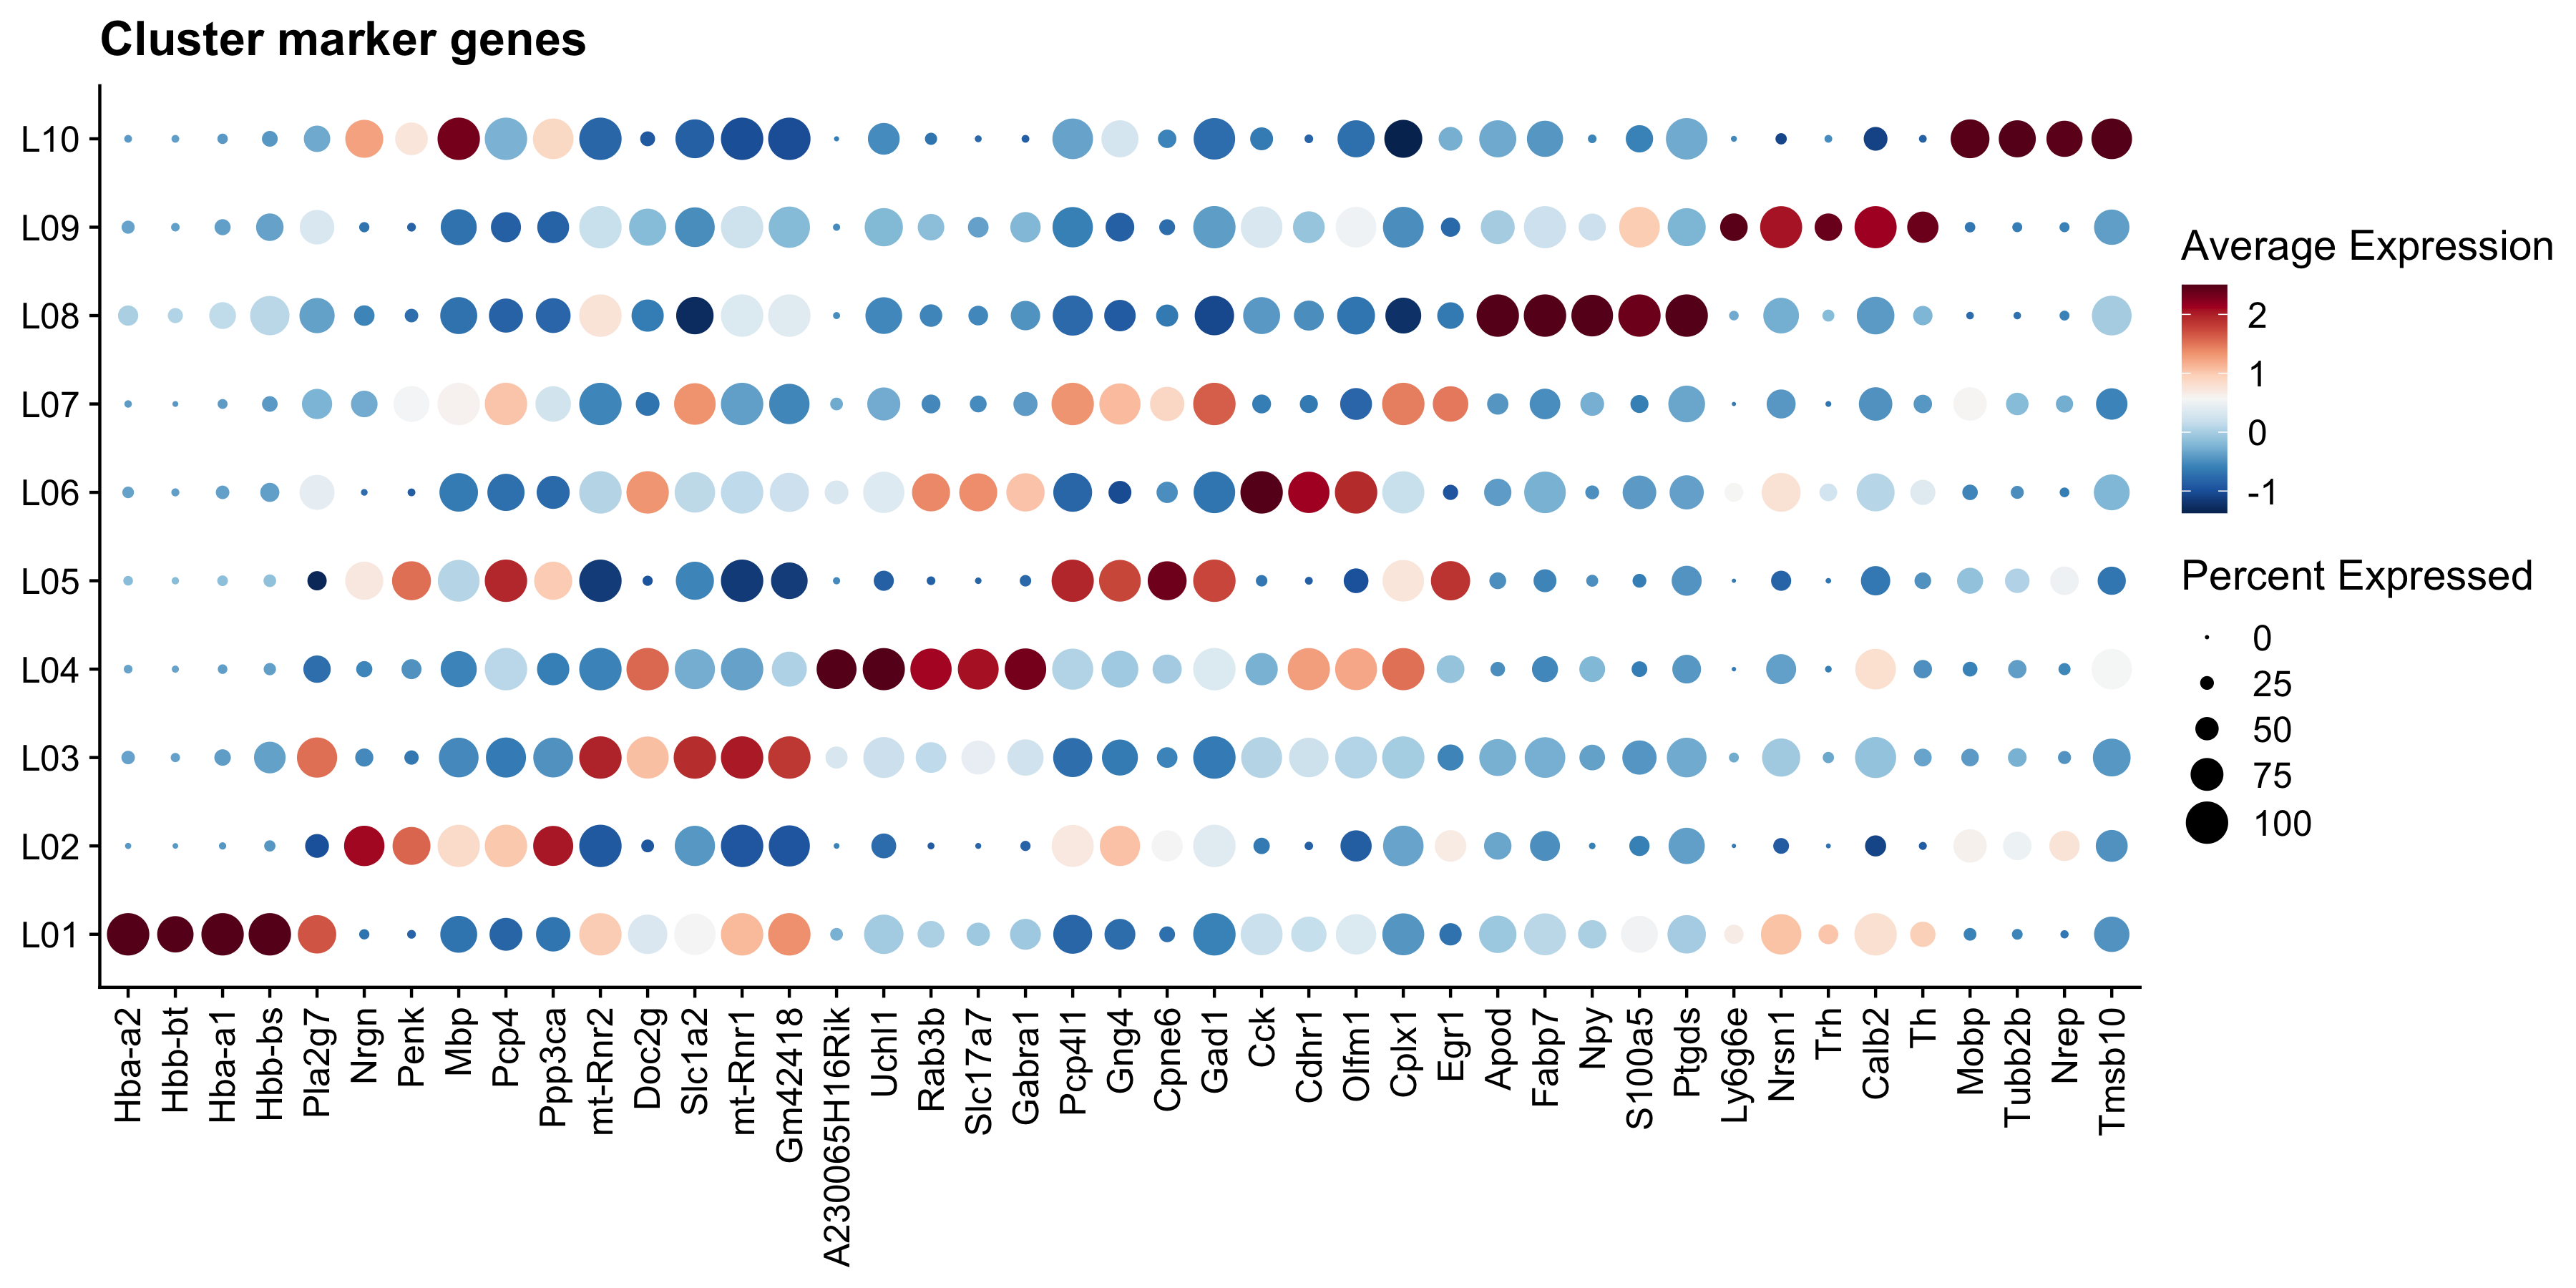 Cluster marker genes
L10
L09
L08
L07
L06
L05
L04
L03
L02
L01
Hba-a2
Hbb-bt
Hba-a1
Hbb-bs
Pla2g7
Nrgn
Penk
Mbp
Pcp4
Ppp3ca
mt-Rnr2
Doc2g
Slc1a2
mt-Rnr1
Gm42418
A230065H16Rik
Uchl1
Rab3b
Slc17a7
Gabra1
Pcp4l1
Gng4
Cpne6
Gad1
Cck
Cdhr1
Olfm1
Cplx1
Egr1
Apod
Fabp7
Npy
S100a5
Ptgds
Ly6g6e
Nrsn1
Trh
Calb2
Th
Mobp
Tubb2b
Nrep
Tmsb10
Average Expression
2
1
0
-1
Percent Expressed
0
25
50
75
100